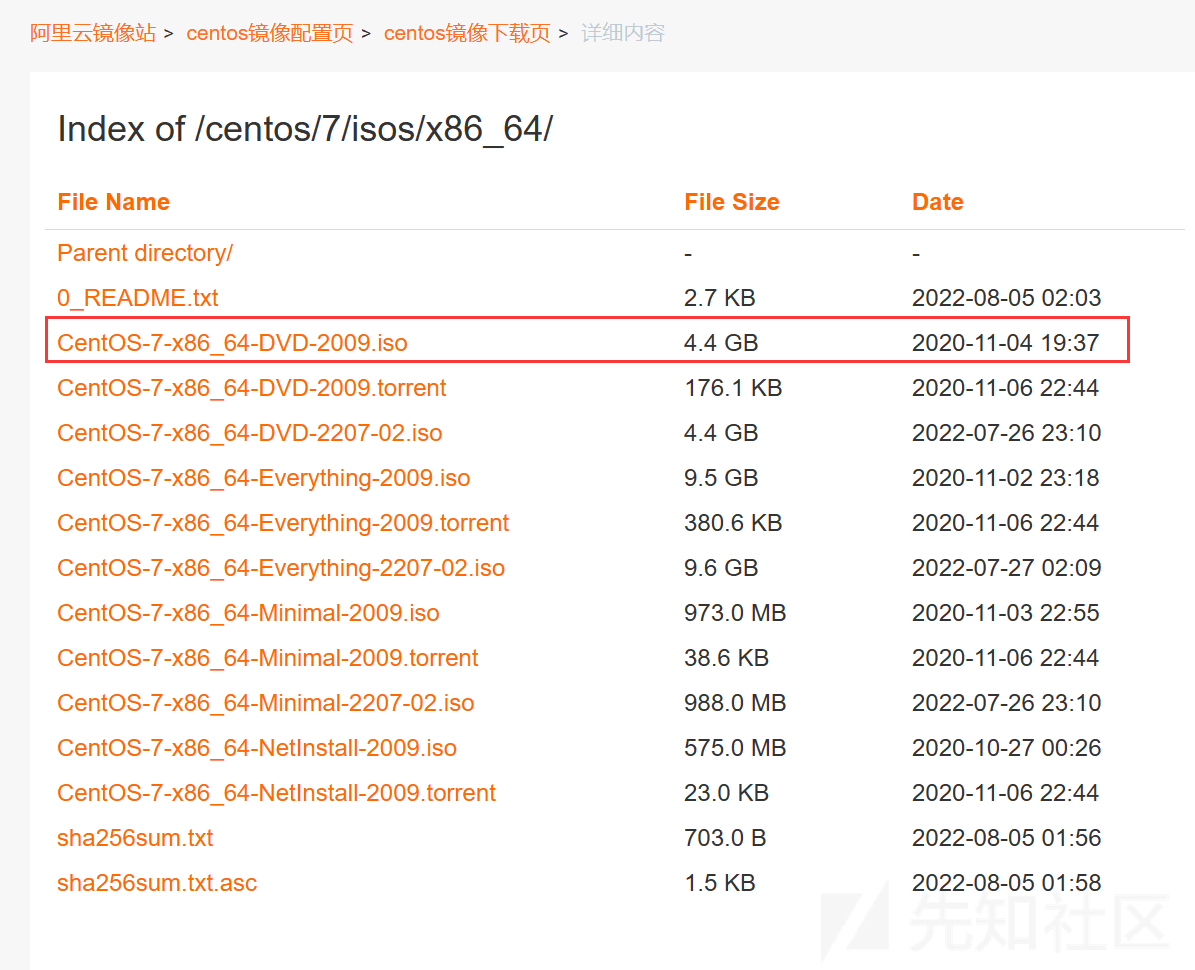 阿里云镜像站 > centos镜像配置页 > centos镜像下载页 > 详细内容
Index of /centos/7/isos/x86_64/
File Name File Size Date
Parent directory/ - -
0_README.txt 2.7 KB 2022-08-05 02:03
CentOS-7-x86_64-DVD-2009.iso 4.4 GB 2020-11-04 19:37
CentOS-7-x86_64-DVD-2009.torrent 176.1 KB 2020-11-06 22:44
CentOS-7-x86_64-DVD-2207-02.iso 4.4 GB 2022-07-26 23:10
CentOS-7-x86_64-Everything-2009.iso 9.5 GB 2020-11-02 23:18
CentOS-7-x86_64-Everything-2009.torrent 380.6 KB 2020-11-06 22:44
CentOS-7-x86_64-Everything-2207-02.iso 9.6 GB 2022-07-27 02:09
CentOS-7-x86_64-Minimal-2009.iso 973.0 MB 2020-11-03 22:55
CentOS-7-x86_64-Minimal-2009.torrent 38.6 KB 2020-11-06 22:44
CentOS-7-x86_64-Minimal-2207-02.iso 988.0 MB 2022-07-26 23:10
CentOS-7-x86_64-NetInstall-2009.iso 575.0 MB 2020-10-27 00:26
CentOS-7-x86_64-NetInstall-2009.torrent 23.0 KB 2020-11-06 22:44
sha256sum.txt 703.0 B 2022-08-05 01:56
sha256sum.txt.asc 1.5 KB 2022-08-05 01:58
先知社区